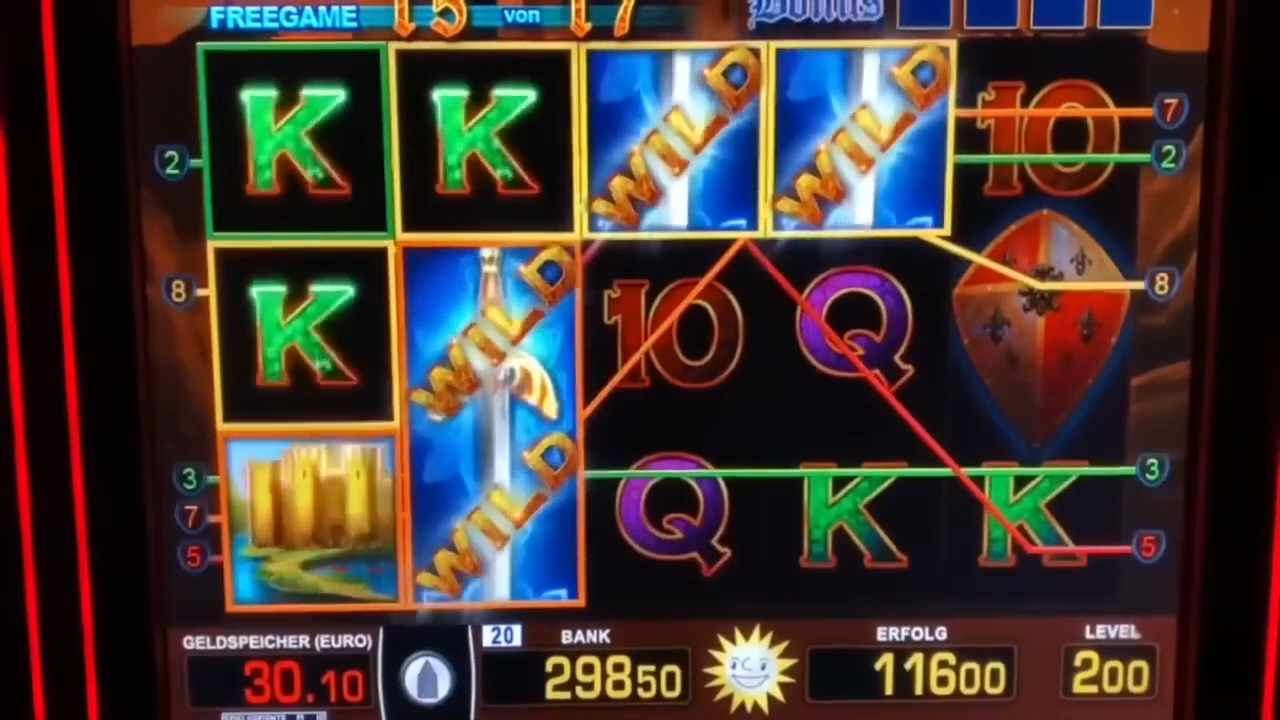 FREEGAME 15 von 17 Bonus
K K WILD WILD 10 7
2 2
K WILD 10 Q
8 8
3 WILD Q K K 3
7
5 5
GELDSPEICHER (EURO) 20 BANK ERFOLG LEVEL
30.10 29850 11600 200